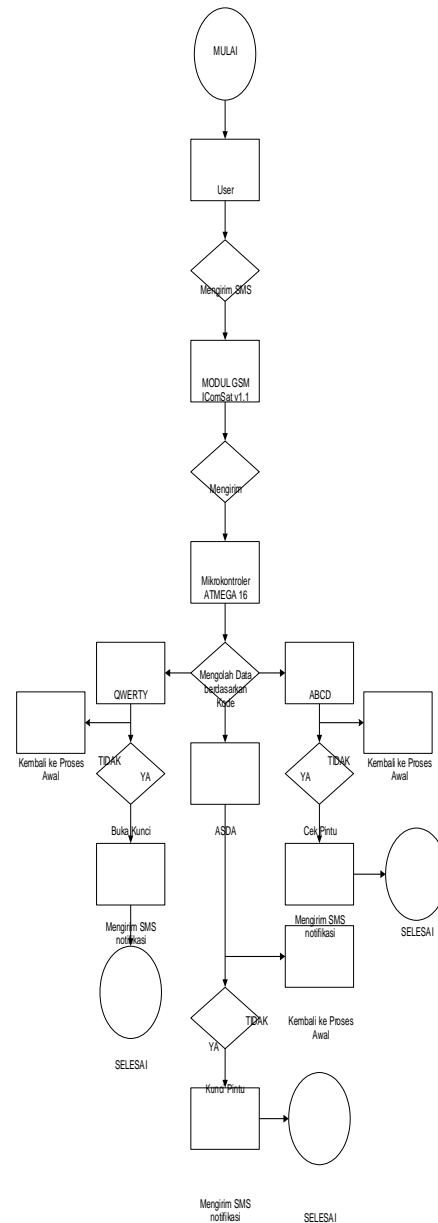 MULAI
User
Mengirim SMS
MODUL GSM
IComSat v1.1
Mengirim
Mikrokontroler
ATMEGA 16
Mengolah Data
berdasarkan
Kode
QWERTY
ABCD
Kembali ke Proses
Awal
TIDAK
YA
TIDAK
YA
Kembali ke Proses
Awal
Buka Kunci
ASDA
Cek Pintu
Mengirim SMS
notifikasi
Mengirim SMS
notifikasi
SELESAI
TIDAK
YA
Kembali ke Proses
Awal
SELESAI
Kunci Pintu
Mengirim SMS
notifikasi
SELESAI